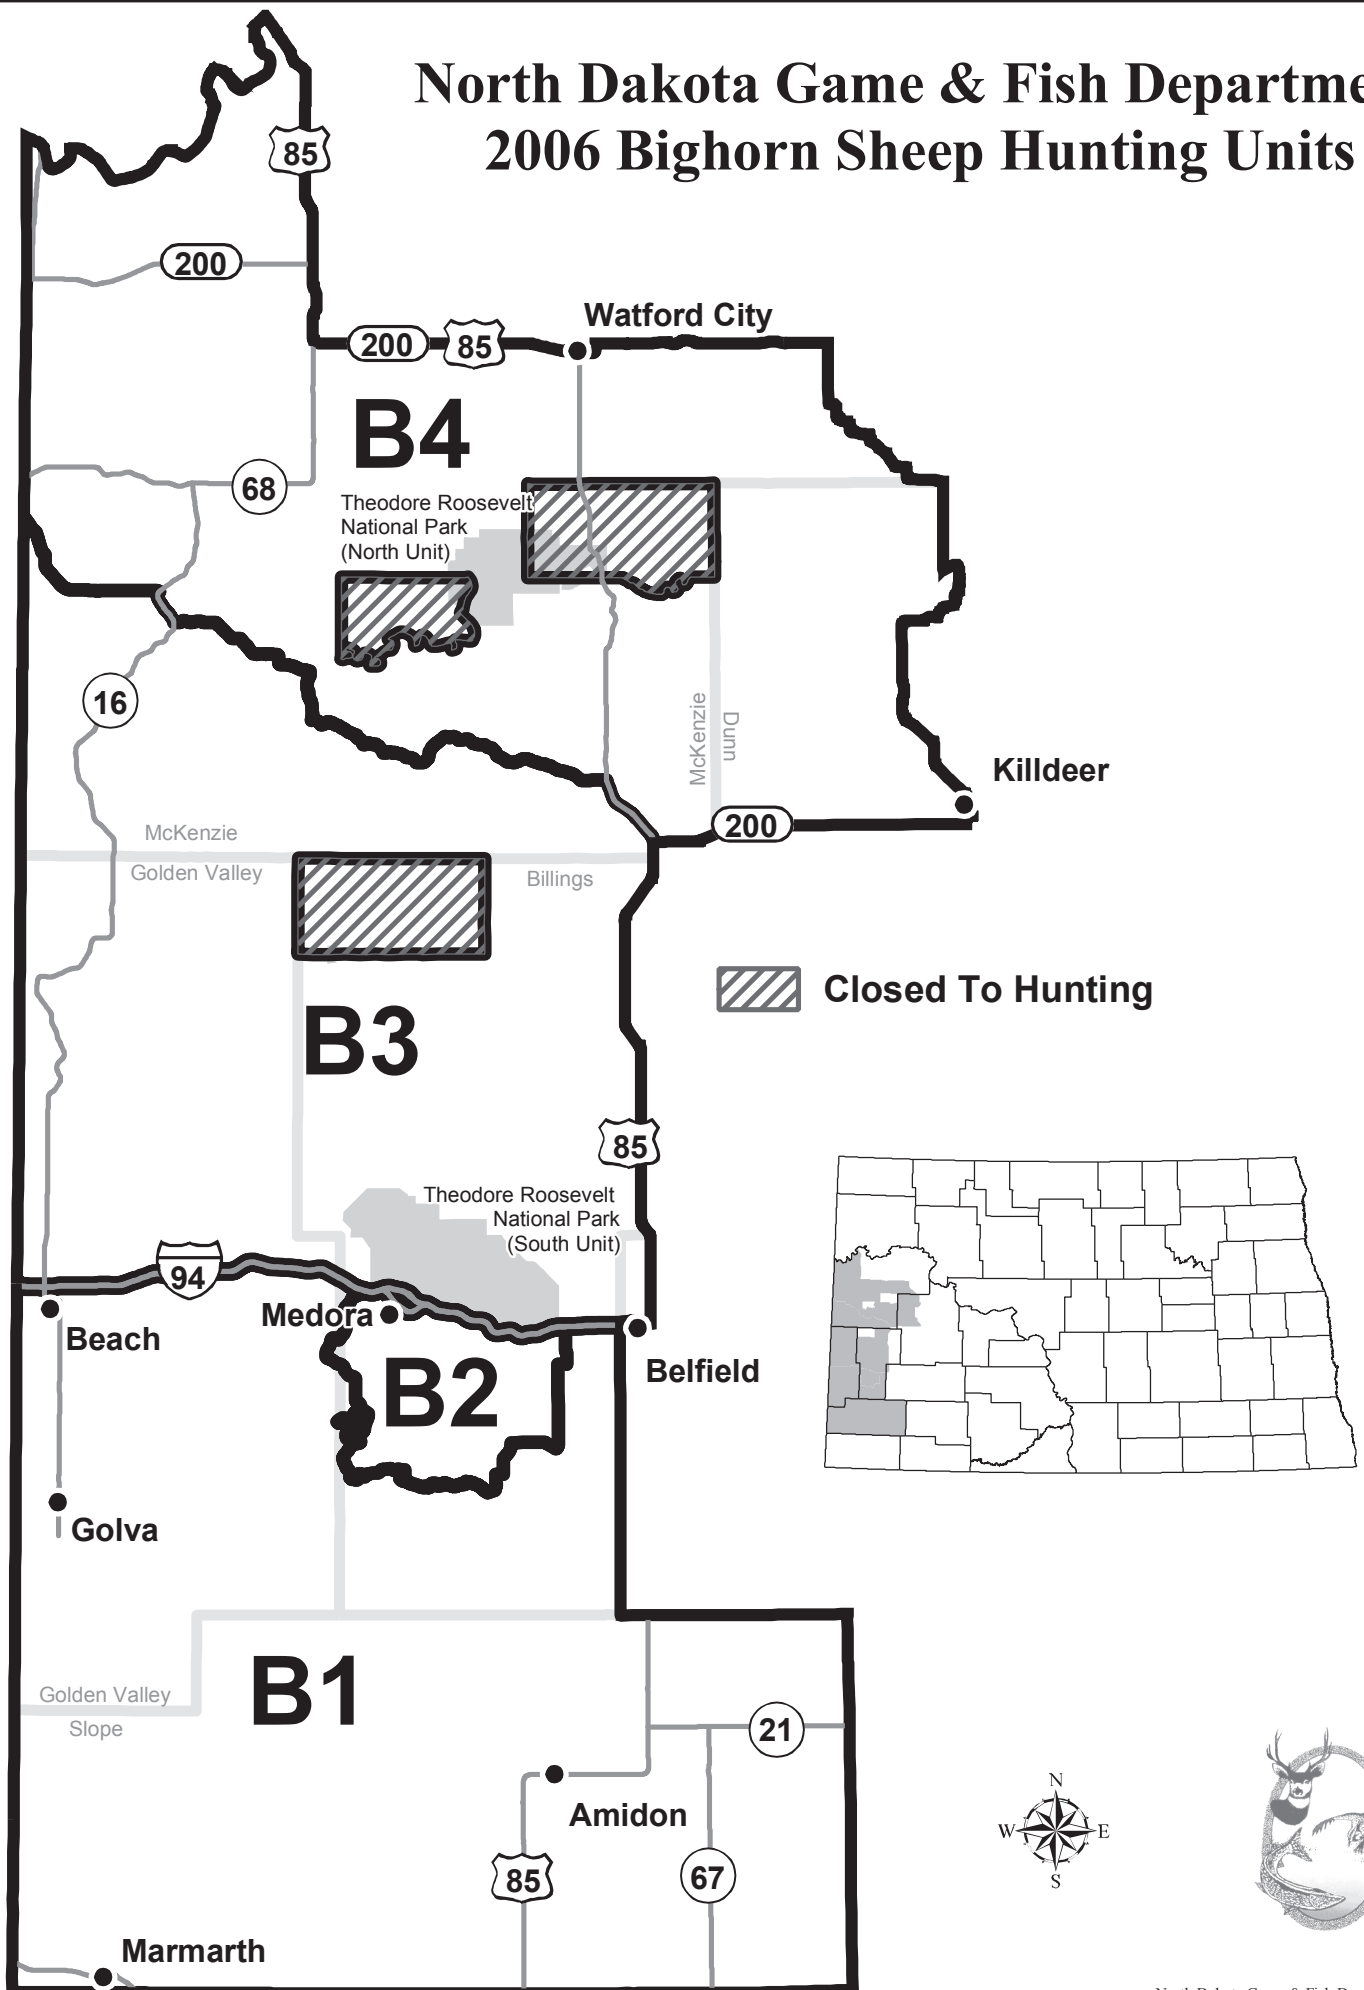 North Dakota Game & Fish
2006 Bighorn Sheep Hunting Units
85
200
Watford City
200
85
B4
68
Theodore Roosevelt
National Park
(North Unit)
16
McKenzie
Dunn
Killdeer
200
McKenzie
Golden Valley
Billings
Closed To Hunting
B3
85
Theodore Roosevelt
National Park
(South Unit)
94
Medora
Beach
Belfield
B2
Golva
B1
Golden Valley
Slope
21
Amidon
N
W
E
S
85
67
Marmarth